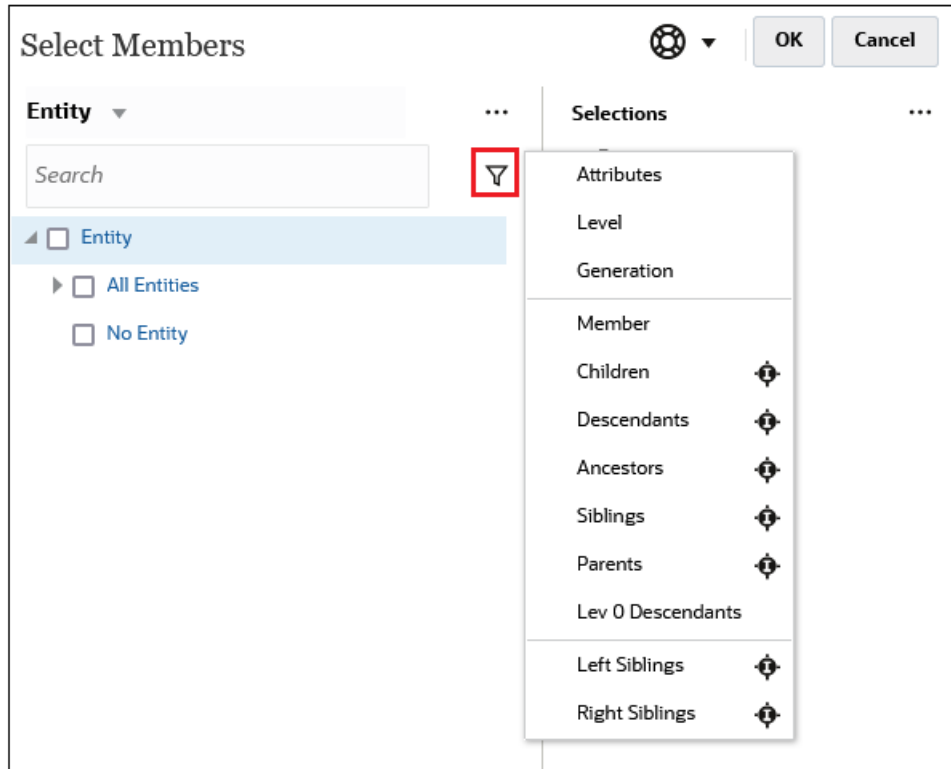 Select Members
OK
Cancel
Entity
...
Selections
...
Search
Entity
All Entities
No Entity
Attributes
Level
Generation
Member
Children
Descendants
Ancestors
Siblings
Parents
Lev 0 Descendants
Left Siblings
Right Siblings